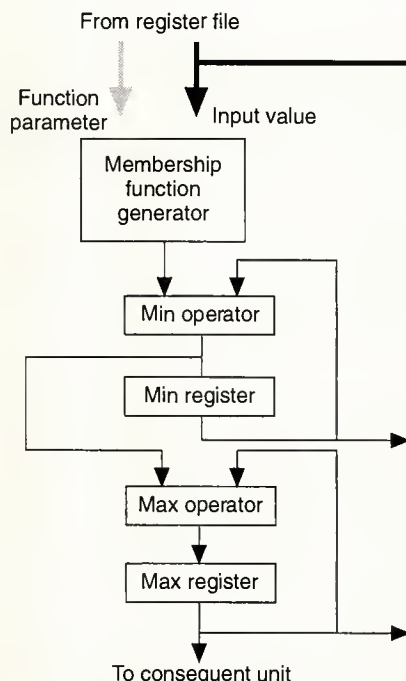 From register file
Function
parameter
Input value
Membership
function
generator
Min operator
Min register
Max operator
Max register
To consequent unit